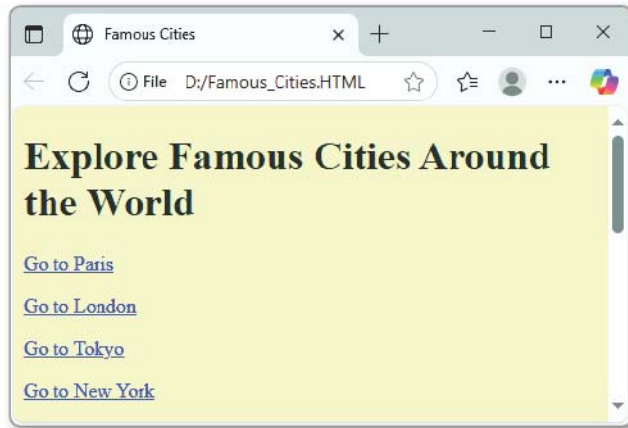 Famous Cities
File D:/Famous_Cities.HTML
Explore Famous Cities Around
the World
Go to Paris
Go to London
Go to Tokyo
Go to New York